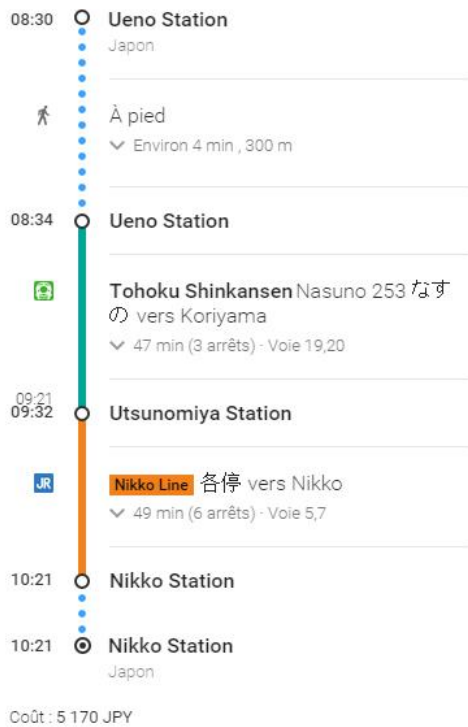 08:30 Ueno Station
Japon
À pied
Environ 4 min , 300 m
08:34 Ueno Station
Tohoku Shinkansen Nasuno 253 なす
の vers Koriyama
47 min (3 arrêts) · Voie 19,20
09:21
09:32 Utsunomiya Station
JR Nikko Line 各停 vers Nikko
49 min (6 arrêts) · Voie 5,7
10:21 Nikko Station
10:21 Nikko Station
Japon
Coût : 5 170 JPY